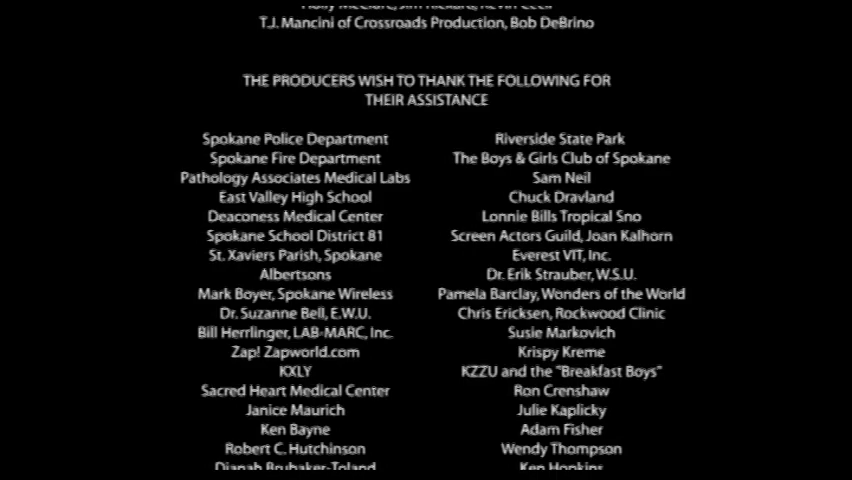 T.J. Mancini of Crossroads Production, Bob DeBrino
THE PRODUCERS WISH TO THANK THE FOLLOWING FOR
THEIR ASSISTANCE
Spokane Police Department
Spokane Fire Department
Pathology Associates Medical Labs
East Valley High School
Deaconess Medical Center
Spokane School District 81
St. Xaviers Parish, Spokane
Albertsons
Mark Boyer, Spokane Wireless
Dr. Suzanne Bell, E.W.U.
Bill Herrlinger, LAB-MARC, Inc.
Zap! Zapworld.com
KXLY
Sacred Heart Medical Center
Janice Maurich
Ken Bayne
Robert C. Hutchinson
Dianah Brubaker-Toland
Riverside State Park
The Boys & Girls Club of Spokane
Sam Neil
Chuck Dravland
Lonnie Bills Tropical Sno
Screen Actors Guild, Joan Kalhorn
Everest VIT, Inc.
Dr. Erik Strauber, W.S.U.
Pamela Barclay, Wonders of the World
Chris Ericksen, Rockwood Clinic
Susie Markovich
Krispy Kreme
KZZU and the "Breakfast Boys"
Ron Crenshaw
Julie Kaplicky
Adam Fisher
Wendy Thompson
Ken Hopkins